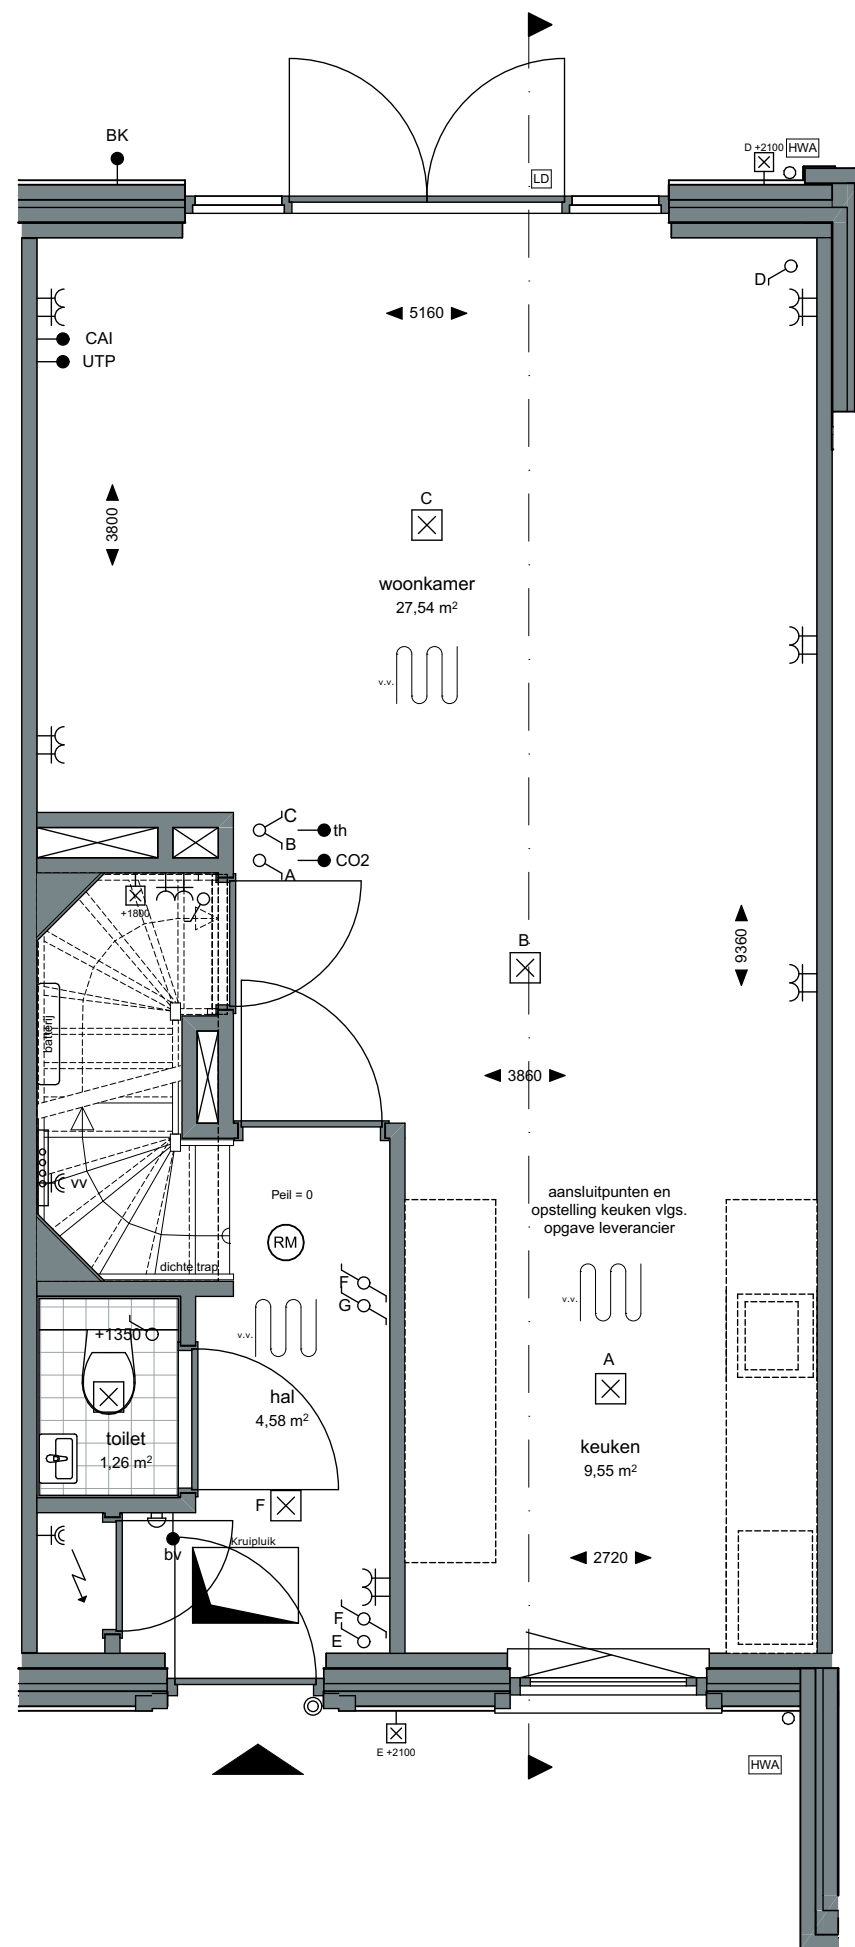 BK
D +2100
HWA
LD
D
5160
CAI
UTP
3800
C
woonkamer
27,54 m²
v.v.
C
B
th
A
CO2
+1800
B
9360
batterij
3860
vv
Peil = 0
aansluitpunten en
opstelling keuken vlgs.
opgave leverancier
RM
dichte trap
F
G
v.v.
v.v.
+1350
A
hal
4,58 m²
toilet
1,26 m²
keuken
9,55 m²
F
Kruipluik
bv
2720
F
E
E +2100
HWA